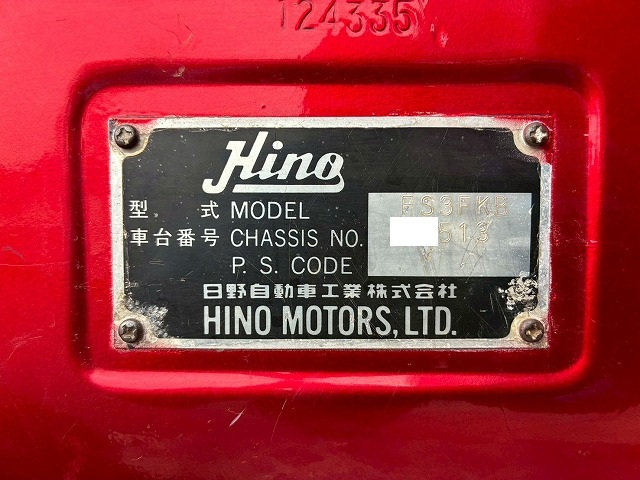 124335Y
Hino
型 式 MODEL FS3FKB
車台番号 CHASSIS NO. 513
P. S. CODE
日野自動車工業株式会社
HINO MOTORS, LTD.